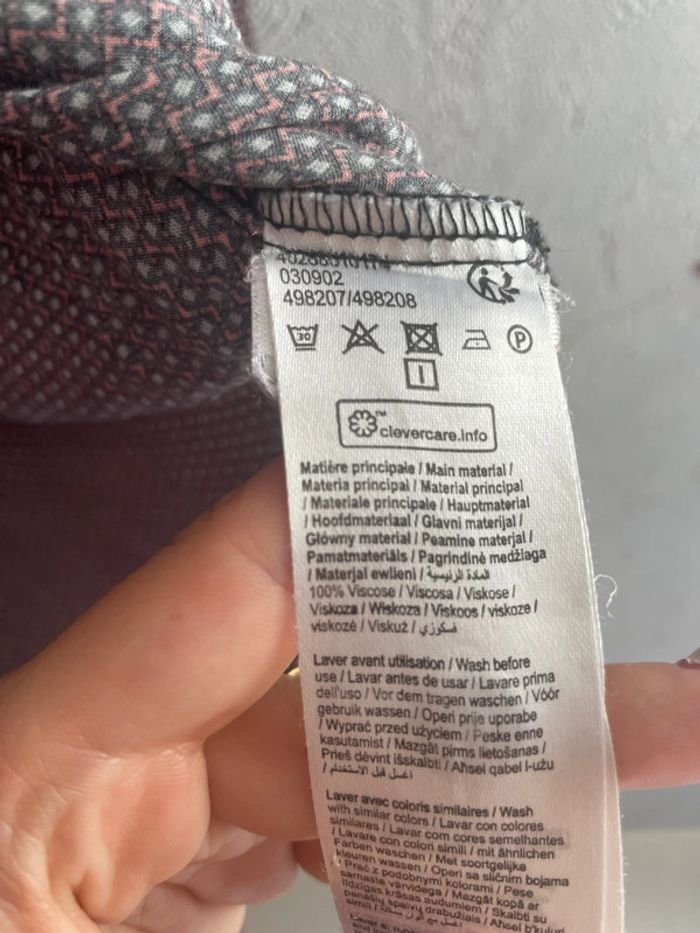 030902
498207/498208
30
P
clevercare.info
Matière principale / Main material /
Materia principal / Material principal
/ Materiale principale / Hauptmaterial
/ Hoofdmateriaal / Glavni materijal /
Główny materiał / Peamine materjal /
Pamatmateriāls / Pagrindinė medžiaga
/ Materjal ewlieni / المادة الرئيسية
100% Viscose / Viscosa / Viskose /
Viskoza / Wiskoza / Viskoos / viskoze /
viskozė / Viskuż / فسكوزي
Laver avant utilisation / Wash before
use / Lavar antes de usar / Lavare prima
dell'uso / Vor dem tragen waschen / Vóór
gebruik wassen / Operi prije uporabe
/ Wyprać przed użyciem / Peske enne
kasutamist / Mazgāt pirms lietošanas /
Prieš dėvint išskalbti / Aħsel qabel l-użu
/ اغسل قبل الاستخدام
Laver avec coloris similaires / Wash
with similar colors / Lavar con colores
similares / Lavar com cores semelhantes
/ Lavare con colori simili / mit ähnlichen
Farben waschen / Met soortgelijke
kleuren wassen / Operi sa sličnim bojama
/ Prać z podobnymi kolorami / Pese
samaste värvidega / Mazgāt kopā ar
līdzīgas krāsas audumiem / Skalbti su
panašių spalvų drabužiais / Aħsel b'kuluri
simili /